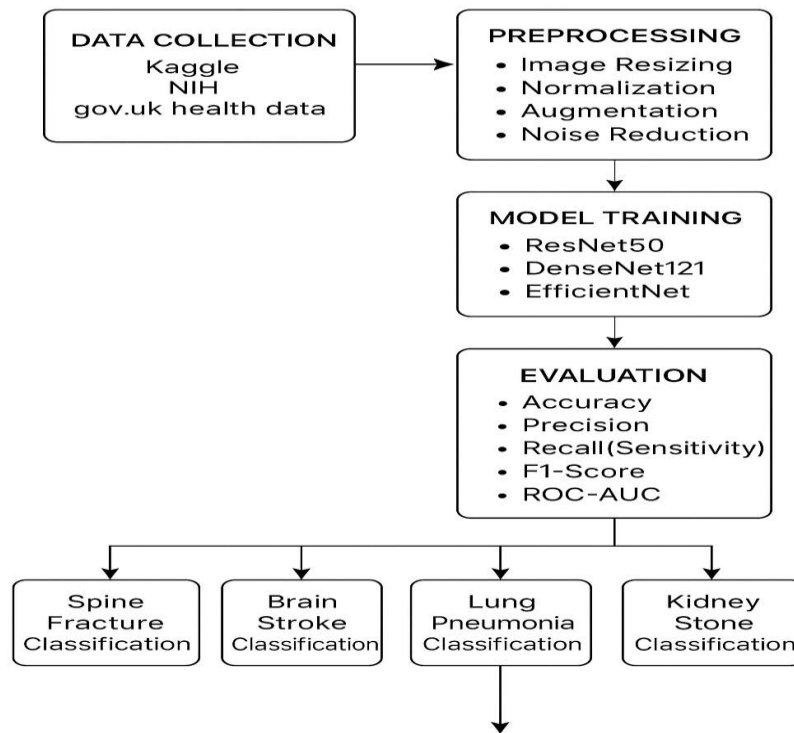 DATA COLLECTION
Kaggle
NIH
gov.uk health data
PREPROCESSING
• Image Resizing
• Normalization
• Augmentation
• Noise Reduction
MODEL TRAINING
• ResNet50
• DenseNet121
• EfficientNet
EVALUATION
• Accuracy
• Precision
• Recall(Sensitivity)
• F1-Score
• ROC-AUC
Spine
Fracture
Classification
Brain
Stroke
Classification
Lung
Pneumonia
Classification
Kidney
Stone
Classification